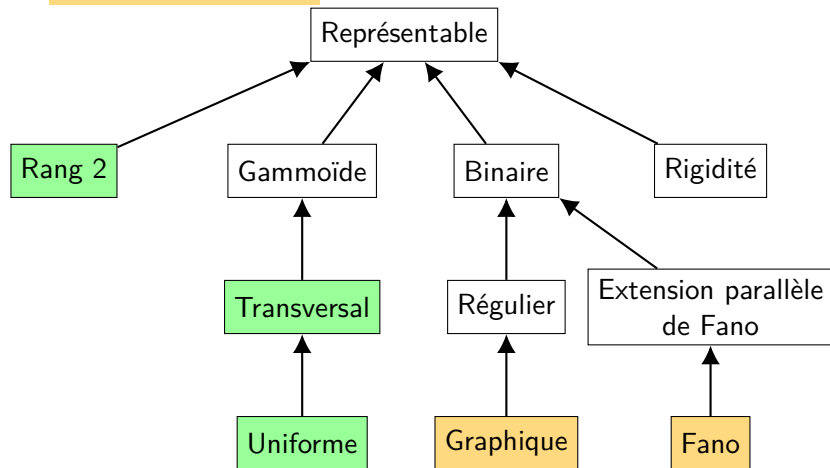 Représentable
Rang 2
Gammoïde
Binaire
Rigidité
Transversal
Régulier
Extension parallèle
de Fano
Uniforme
Graphique
Fano